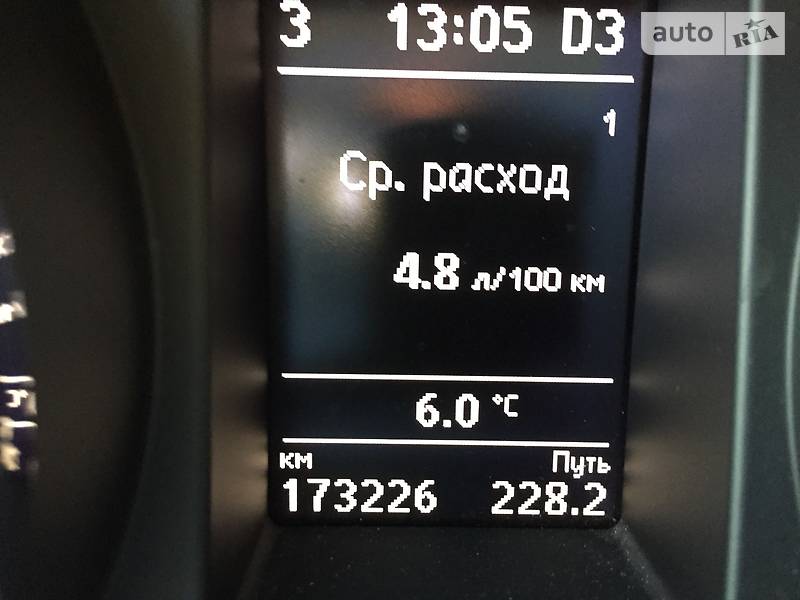 3 13:05 D3
auto RIA
1
Ср. расход
4.8 л/100 км
6.0 °C
км Путь
173226 228.2